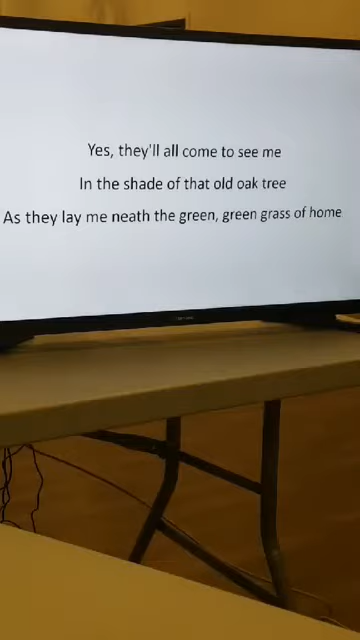 Yes, they'll all come to see me
In the shade of that old oak tree
As they lay me neath the green, green grass of home